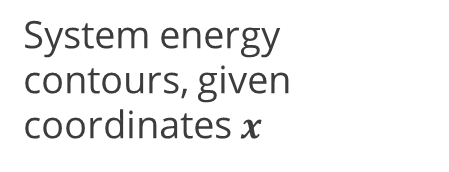 System energy
contours, given
coordinates x